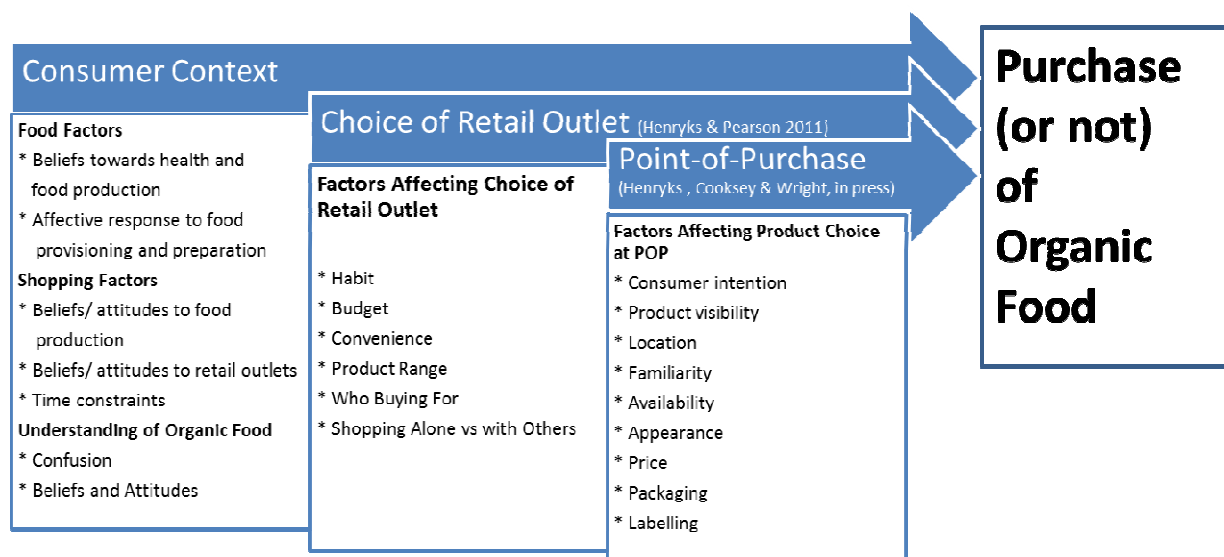 Consumer Context
Food Factors
* Beliefs towards health and
food production
* Affective response to food
provisioning and preparation
Shopping Factors
* Beliefs/ attitudes to food
production
* Beliefs/ attitudes to retail outlets
* Time constraints
Understanding of Organic Food
* Confusion
* Beliefs and Attitudes
Choice of Retail Outlet (Henryks & Pearson 2011)
Factors Affecting Choice of
Retail Outlet
* Habit
* Budget
* Convenience
* Product Range
* Who Buying For
* Shopping Alone vs with Others
Point-of-Purchase
(Henryks , Cooksey & Wright, in press)
Factors Affecting Product Choice
at POP
* Consumer intention
* Product visibility
* Location
* Familiarity
* Availability
* Appearance
* Price
* Packaging
* Labelling
Purchase
(or not)
of
Organic
Food